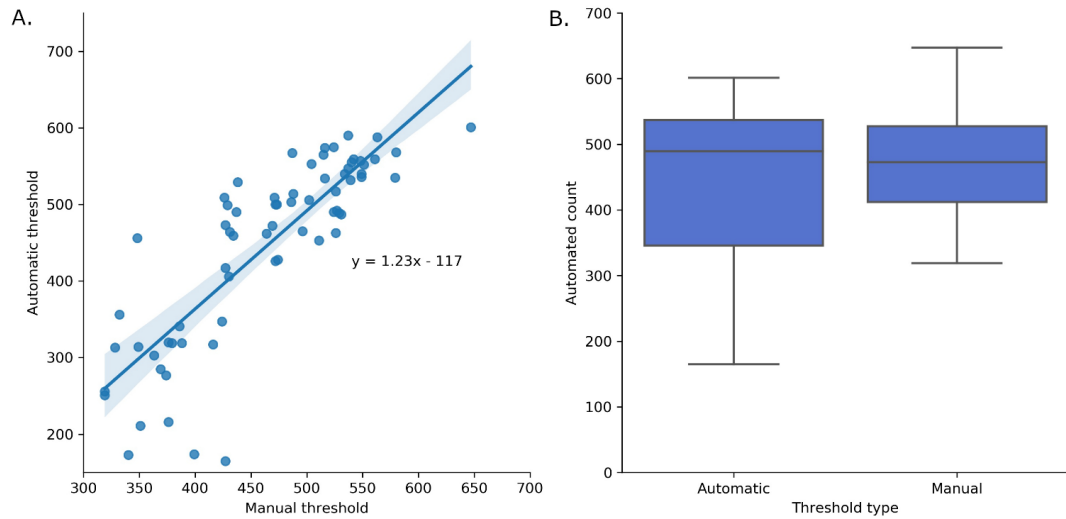 A.
700
600
500
400
300
200
300
350
400
450
500
550
600
650
700
Automatic threshold
Manual threshold
y = 1.23x - 117
B.
700
600
500
400
300
200
100
0
Automated count
Automatic
Manual
Threshold type